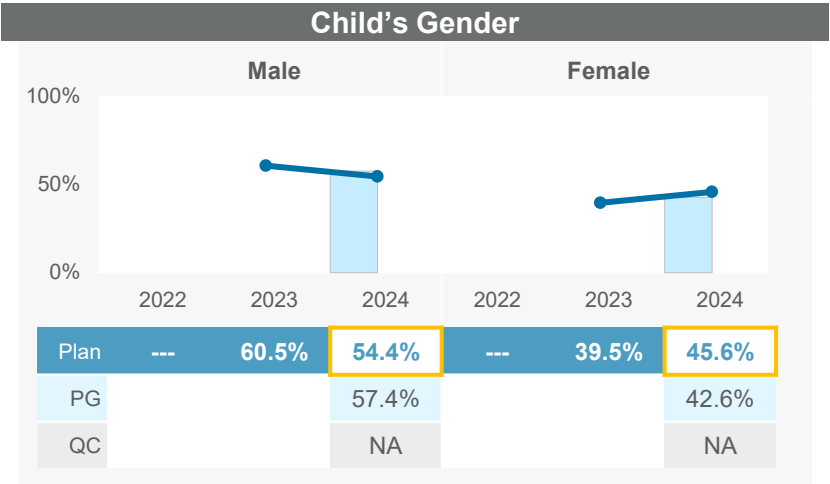 Child’s Gender
Male Female
100%
50%
0%
2022 2023 2024 2022 2023 2024
Plan --- 60.5% 54.4% --- 39.5% 45.6%
PG 57.4% 42.6%
QC NA NA